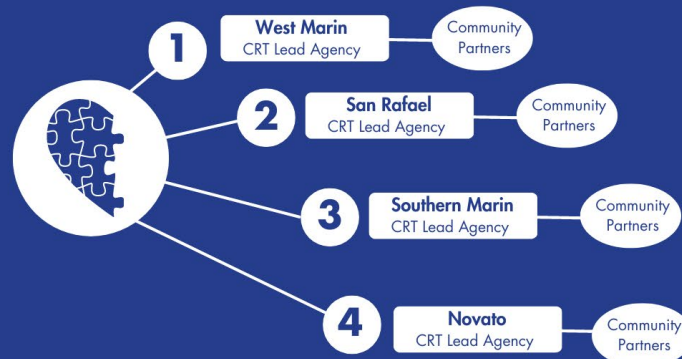 1
West Marin
CRT Lead Agency
Community
Partners
2
San Rafael
CRT Lead Agency
Community
Partners
3
Southern Marin
CRT Lead Agency
Community
Partners
4
Novato
CRT Lead Agency
Community
Partners